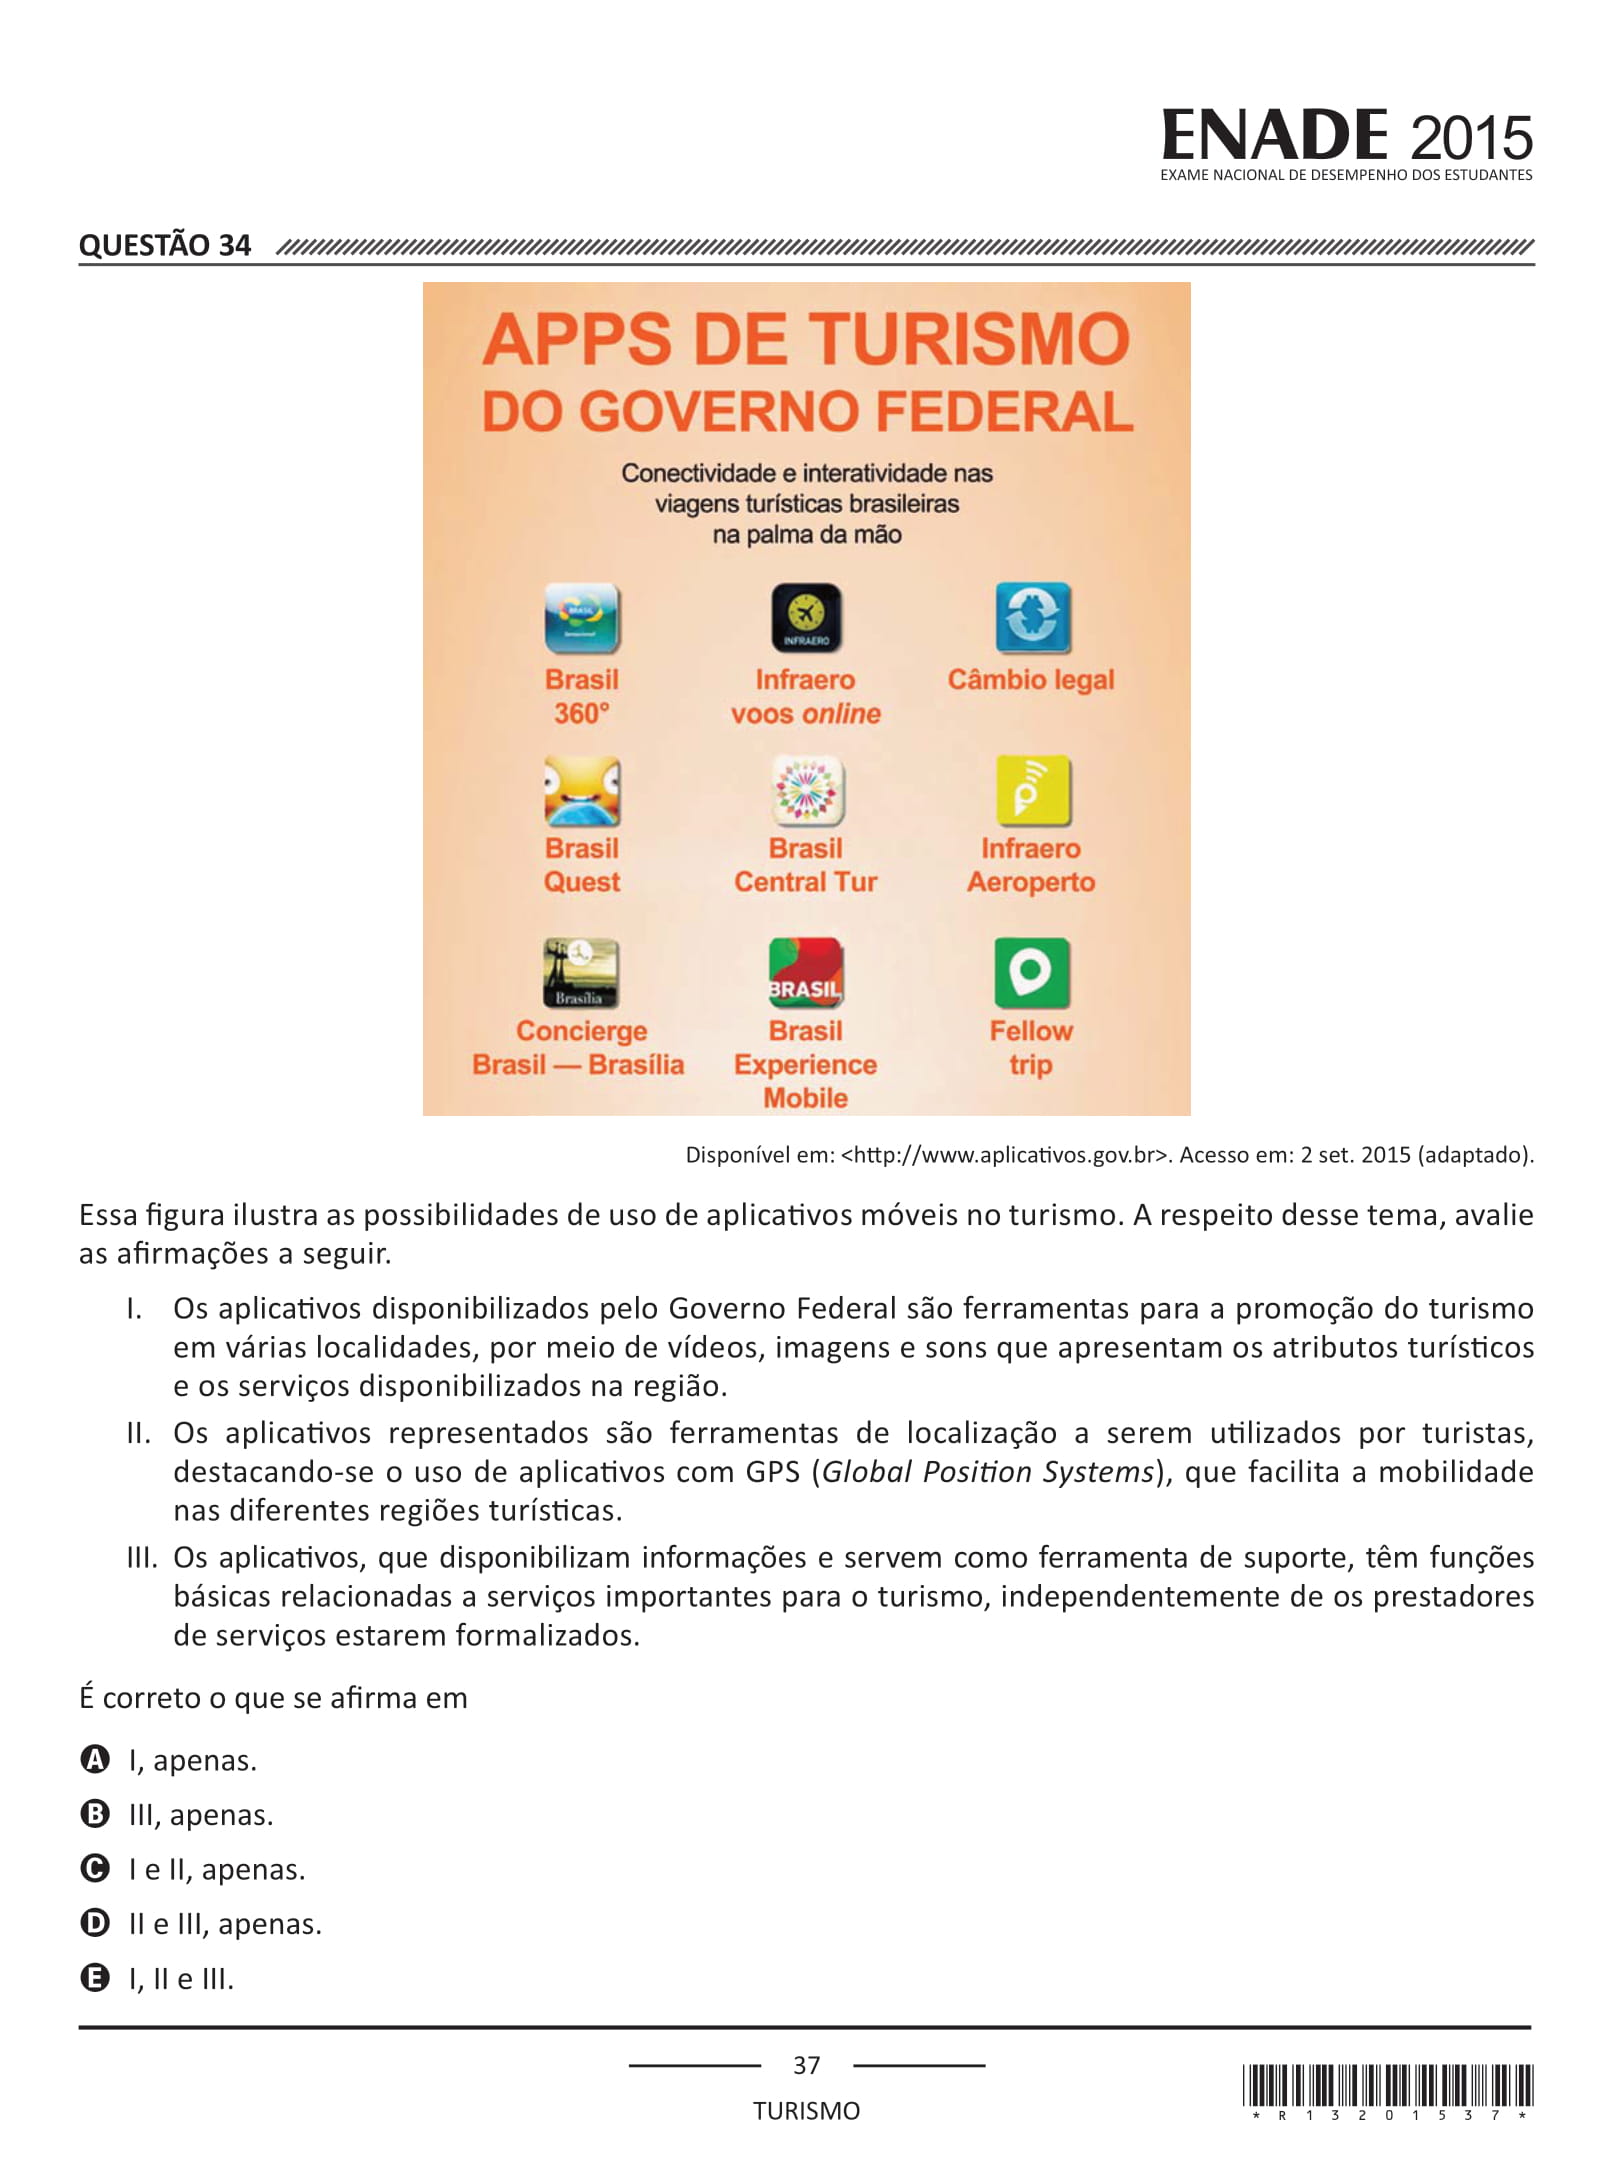 ENADE 2015
EXAME NACIONAL DE DESEMPENHO DOS ESTUDANTES
QUESTÃO 34
APPS DE TURISMO
DO GOVERNO FEDERAL
Conectividade e interatividade nas
viagens turísticas brasileiras
na palma da mão
BRASIL
Sensacional!
INFRAERO
Brasil
360°
Infraero
voos online
Câmbio legal
Brasil
Quest
Brasil
Central Tur
Infraero
Aeroperto
Brasília
BRASIL
Concierge
Brasil — Brasília
Brasil
Experience
Mobile
Fellow
trip
Disponível em: <http://www.aplicativos.gov.br>. Acesso em: 2 set. 2015 (adaptado).
Essa figura ilustra as possibilidades de uso de aplicativos móveis no turismo. A respeito desse tema, avalie
as afirmações a seguir.
I. Os aplicativos disponibilizados pelo Governo Federal são ferramentas para a promoção do turismo
em várias localidades, por meio de vídeos, imagens e sons que apresentam os atributos turísticos
e os serviços disponibilizados na região.
II. Os aplicativos representados são ferramentas de localização a serem utilizados por turistas,
destacando-se o uso de aplicativos com GPS (Global Position Systems), que facilita a mobilidade
nas diferentes regiões turísticas.
III. Os aplicativos, que disponibilizam informações e servem como ferramenta de suporte, têm funções
básicas relacionadas a serviços importantes para o turismo, independentemente de os prestadores
de serviços estarem formalizados.
É correto o que se afirma em
A I, apenas.
B III, apenas.
C I e II, apenas.
D II e III, apenas.
E I, II e III.
37
TURISMO
*R13201537*